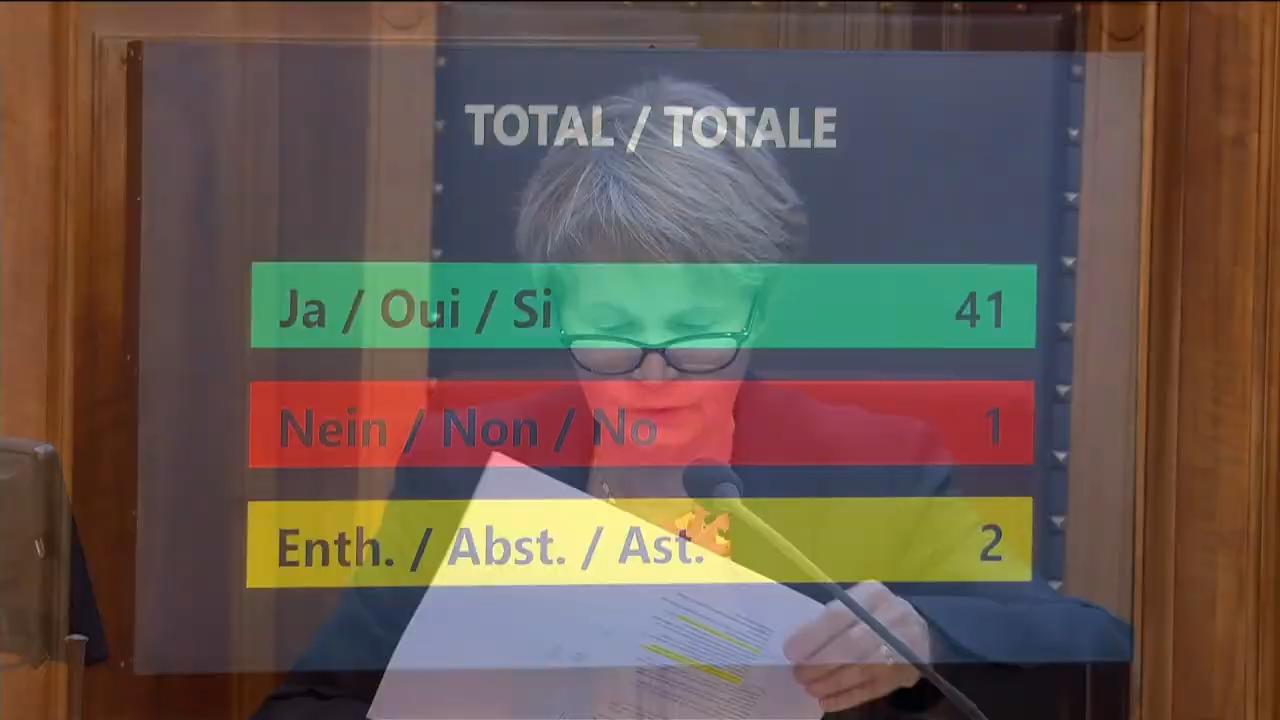 TOTAL / TOTALE
Ja / Oui / Si 41
Nein / Non / No 1
Enth. / Abst. / Ast. 2